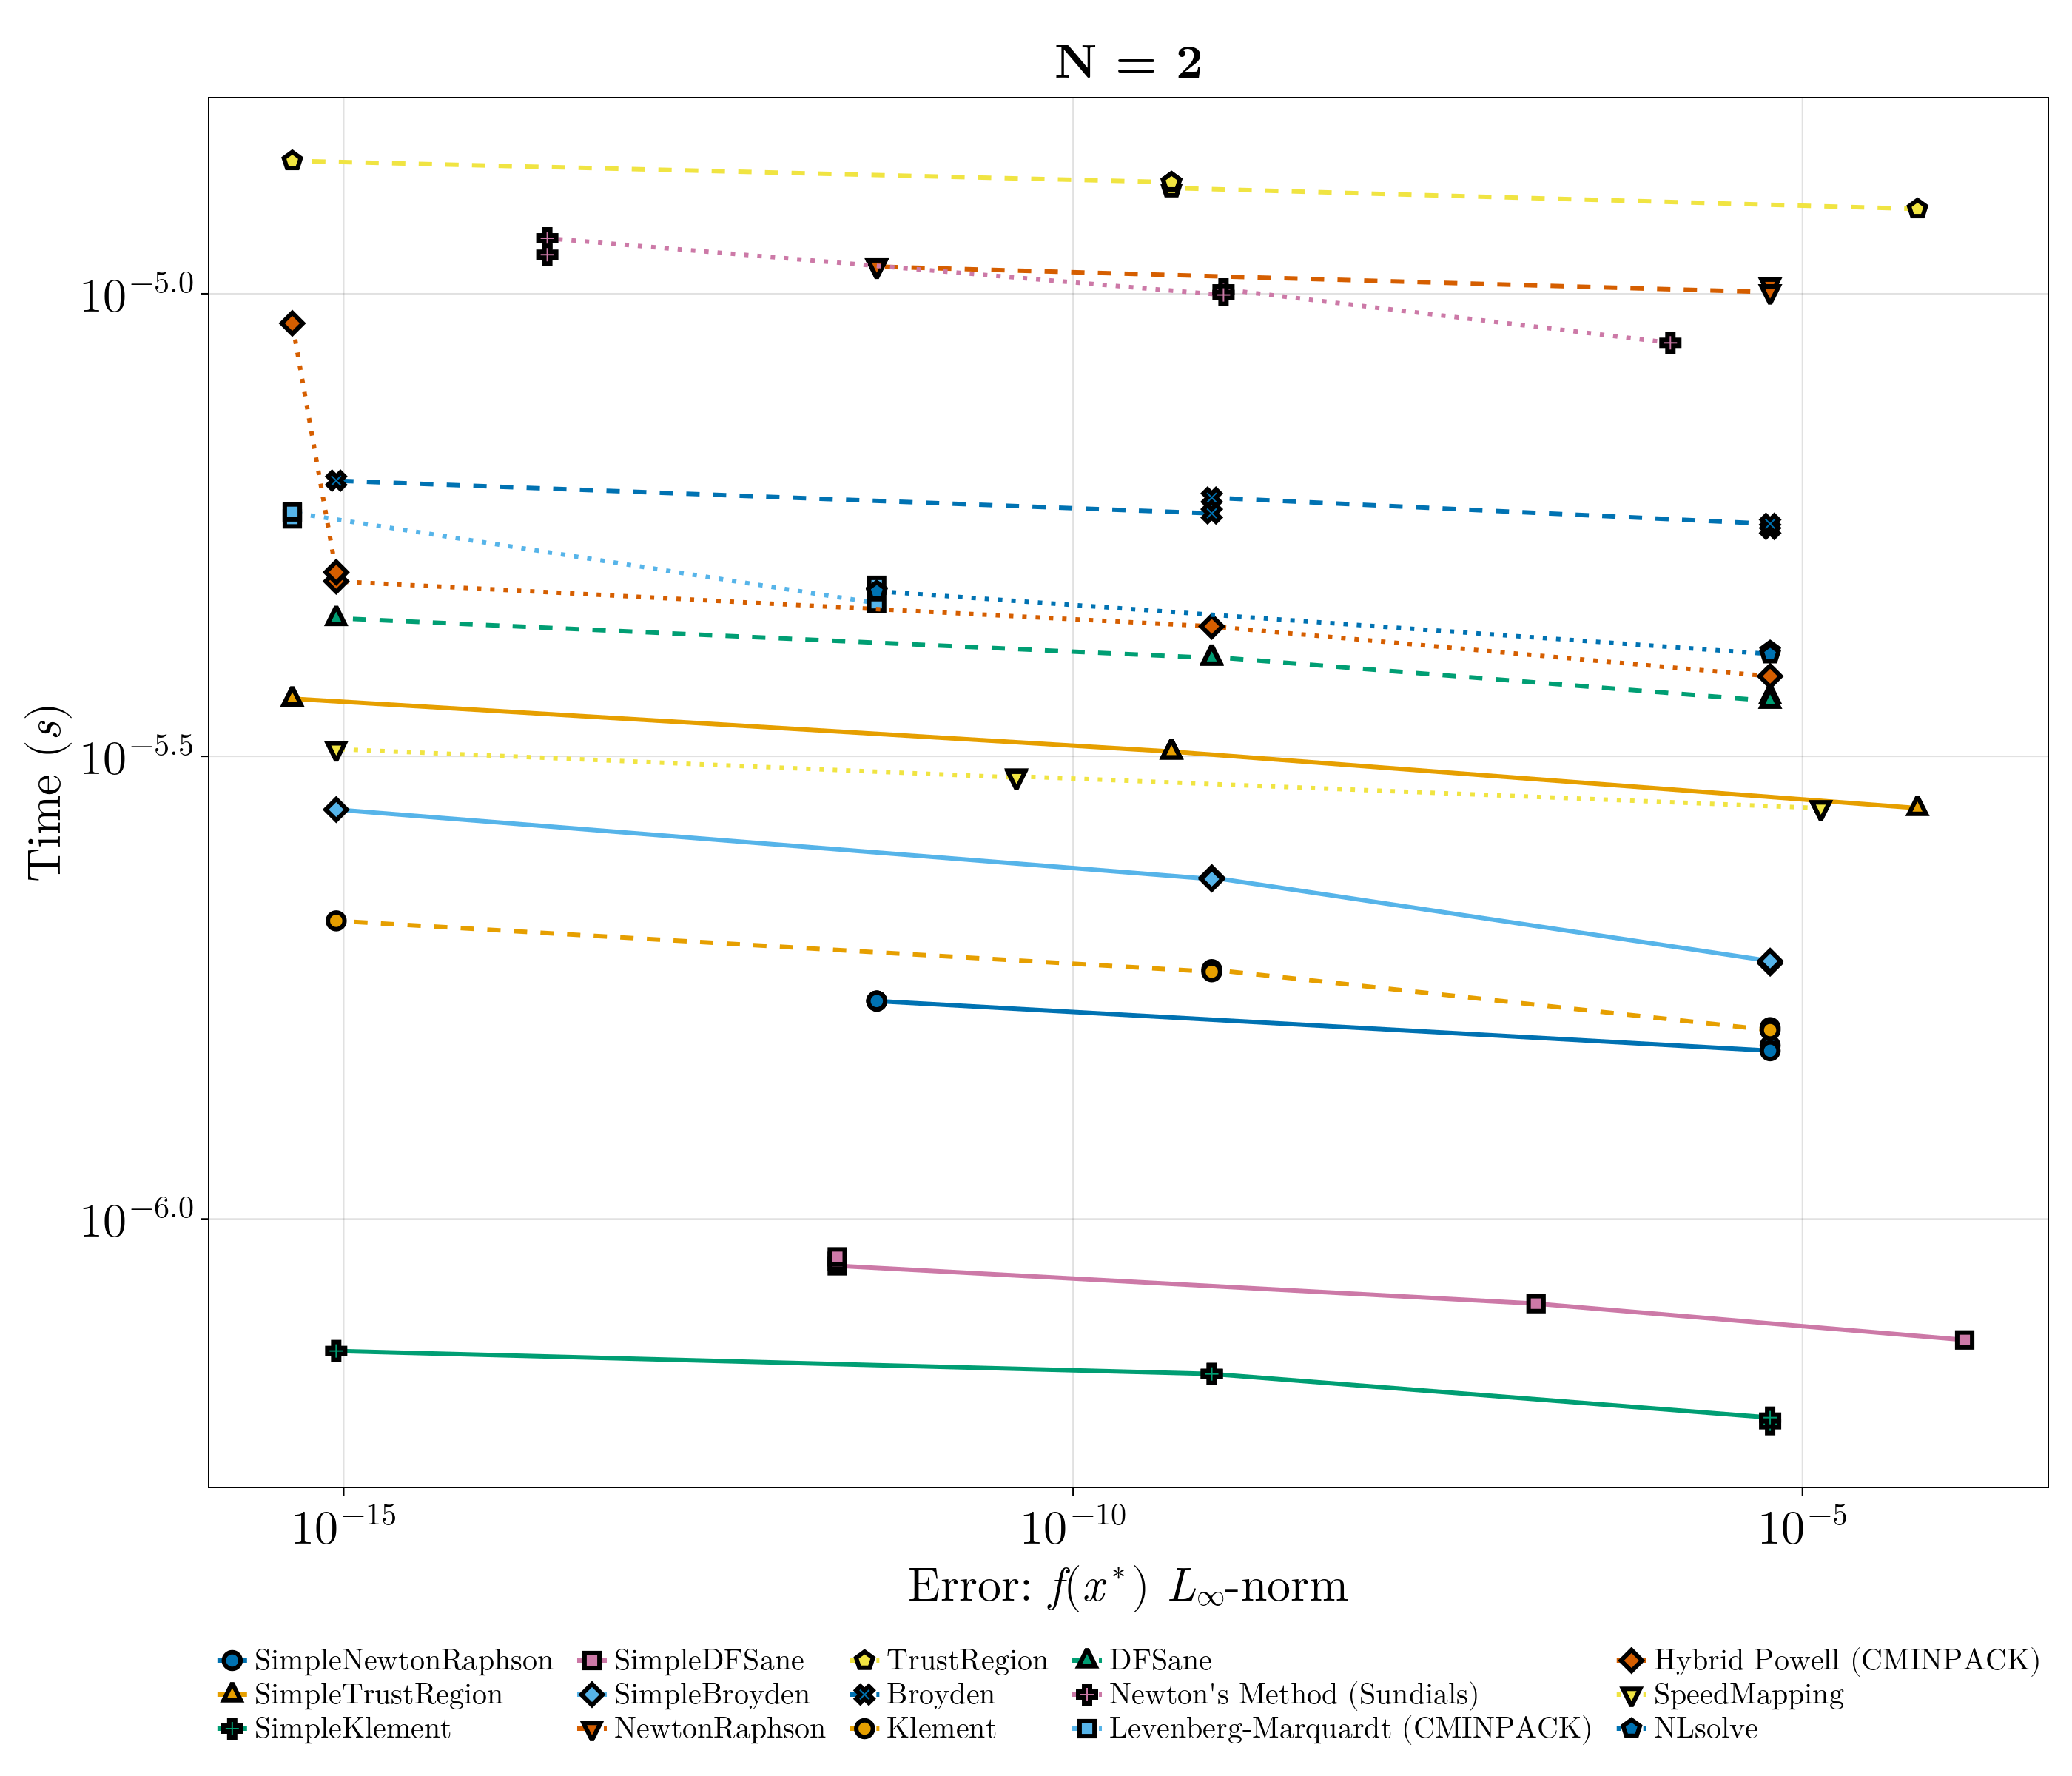 N = 2
Time (s)
10^−5.0
10^−5.5
10^−6.0
10^−15 10^−10 10^−5
Error: f(x*) L∞-norm
SimpleNewtonRaphson SimpleDFSane TrustRegion DFSane Hybrid Powell (CMINPACK)
SimpleTrustRegion SimpleBroyden Broyden Newton's Method (Sundials) SpeedMapping
SimpleKlement NewtonRaphson Klement Levenberg-Marquardt (CMINPACK) NLsolve